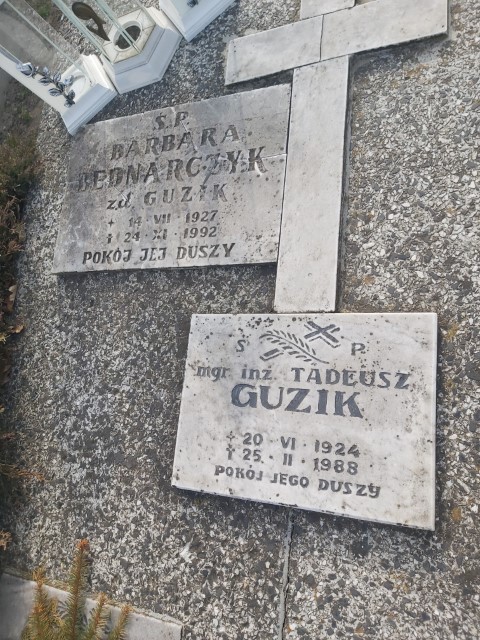 Ś.P.
BARBARA
BEDNARCZYK
zd GUZIK
+ 14 VII 1927
† 24 XI 1992
POKÓJ JEJ DUSZY
Ś P
mgr inż. TADEUSZ
GUZIK
+ 20 VI 1924
† 25 II 1988
POKÓJ JEGO DUSZY